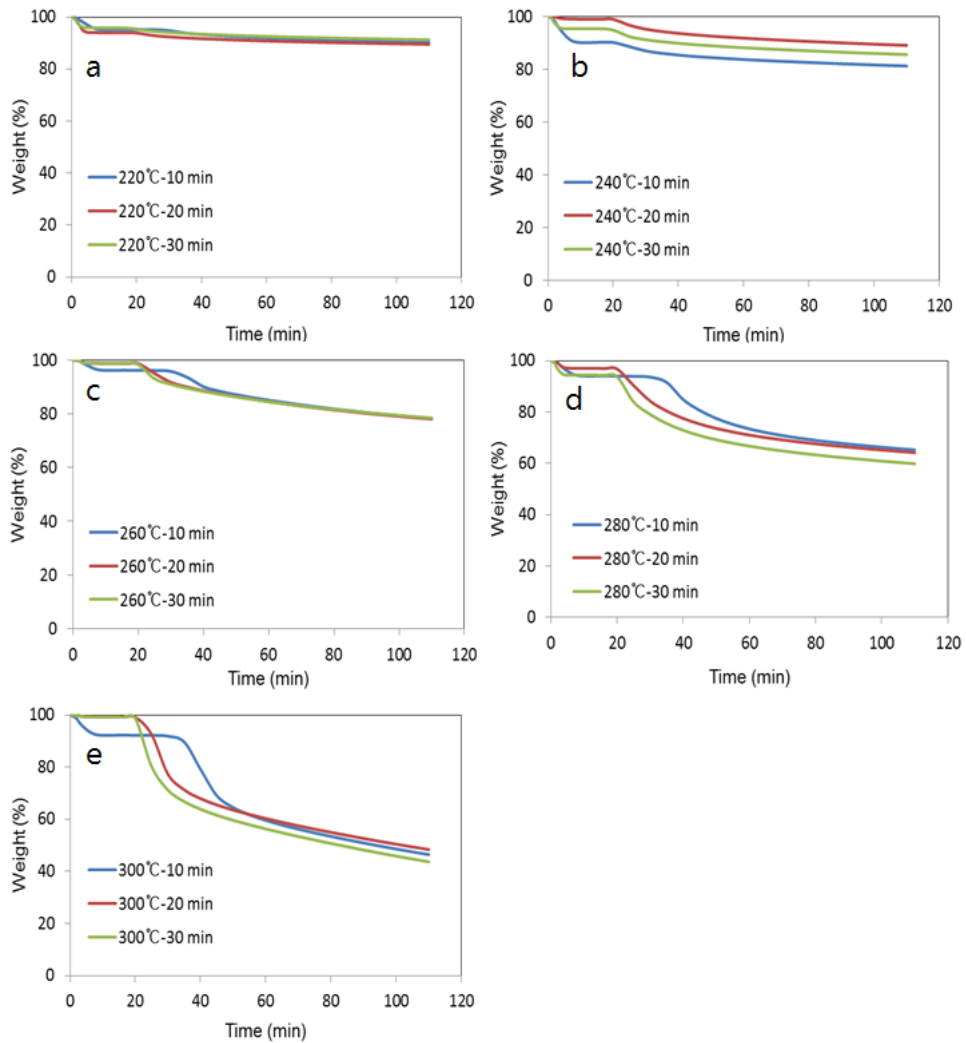 a
Weight (%)
100
80
60
40
20
0
220℃-10 min
220℃-20 min
220℃-30 min
0 20 40 60 80 100 120
Time (min)
b
Weight (%)
100
80
60
40
20
0
240℃-10 min
240℃-20 min
240℃-30 min
0 20 40 60 80 100 120
Time (min)
c
Weight (%)
100
80
60
40
20
0
260℃-10 min
260℃-20 min
260℃-30 min
0 20 40 60 80 100 120
Time (min)
d
Weight (%)
100
80
60
40
20
0
280℃-10 min
280℃-20 min
280℃-30 min
0 20 40 60 80 100 120
Time (min)
e
Weight (%)
100
80
60
40
20
0
300℃-10 min
300℃-20 min
300℃-30 min
0 20 40 60 80 100 120
Time (min)